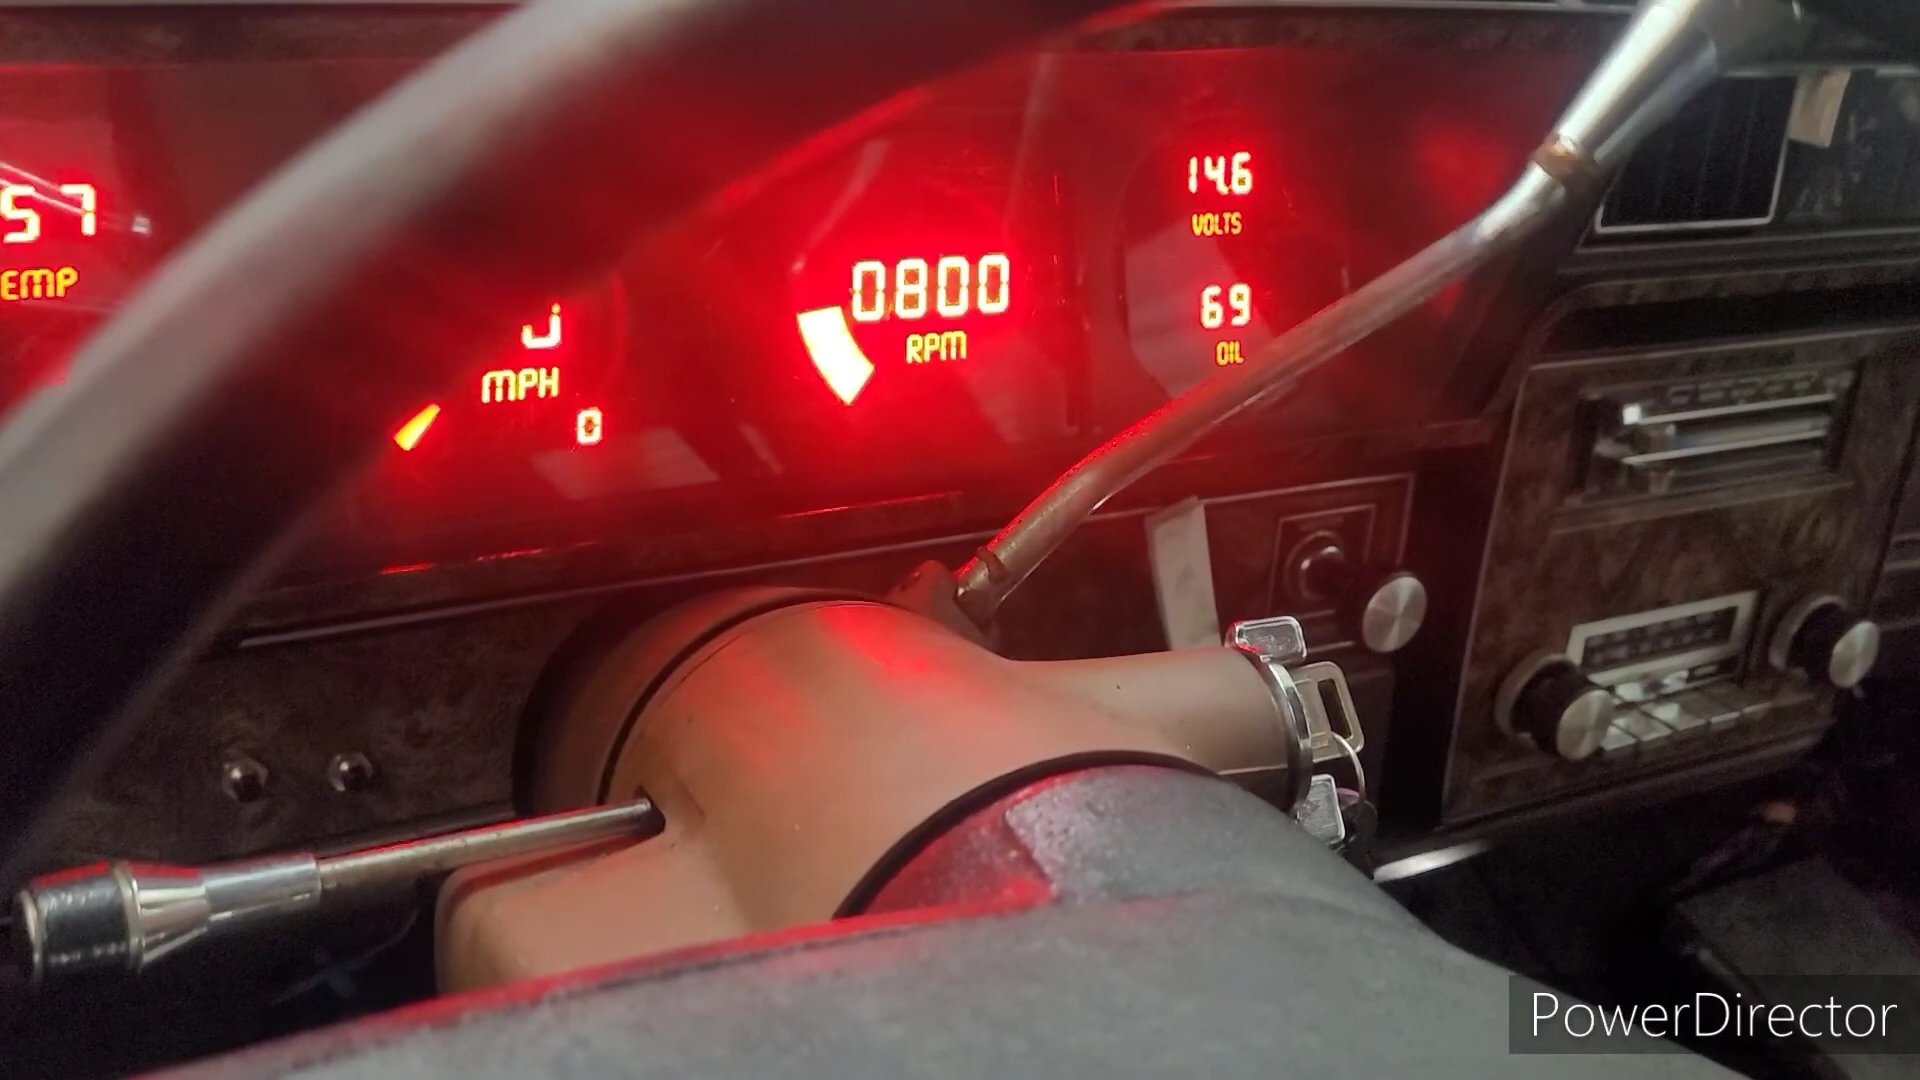 57
EMP
MPH
0
0800
RPM
14.6
VOLTS
69
OIL
PowerDirector